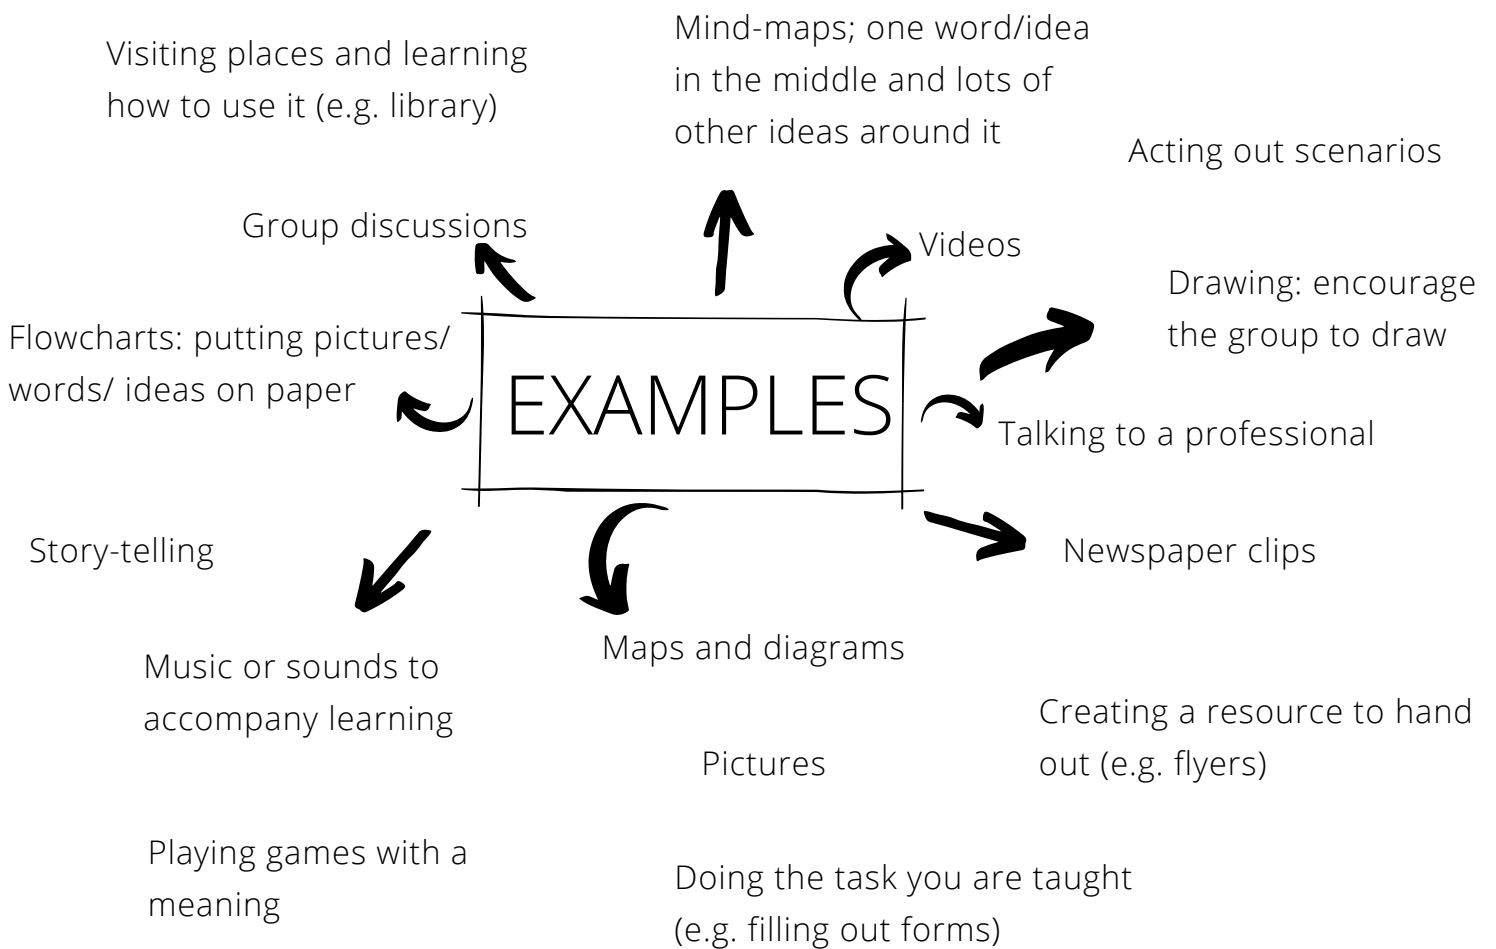 Visiting places and learning
how to use it (e.g. library)
Mind-maps; one word/idea
in the middle and lots of
other ideas around it
Acting out scenarios
Group discussions
Videos
Drawing: encourage
the group to draw
Flowcharts: putting pictures/
words/ ideas on paper
EXAMPLES
Talking to a professional
Story-telling
Newspaper clips
Music or sounds to
accompany learning
Maps and diagrams
Creating a resource to hand
out (e.g. flyers)
Pictures
Playing games with a
meaning
Doing the task you are taught
(e.g. filling out forms)